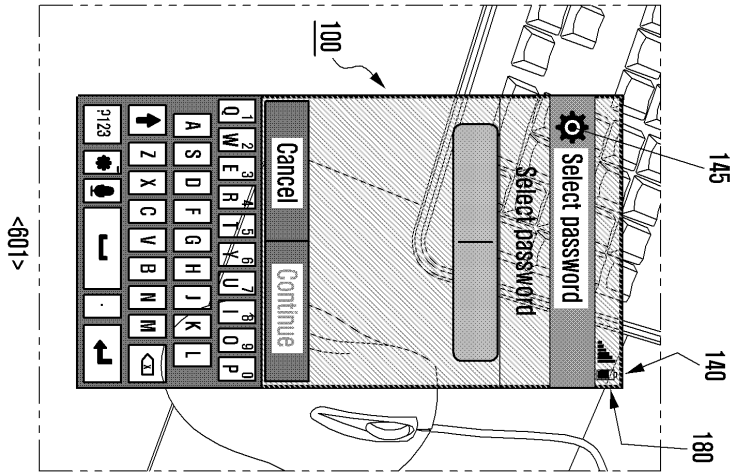 140
180
145
Select password
Select password
100
Cancel Continue
1 2 3 4 5 6 7 8 9 0
Q W E R T Y U I O P
A S D F G H J K L
Z X C V B N M X
?123 .
<601>